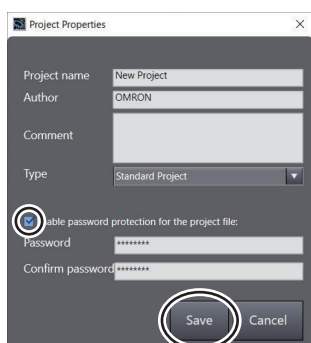 Project Properties
Project name New Project
Author OMRON
Comment
Type Standard Project
able password protection for the project file:
Password ********
Confirm password ********
Save Cancel